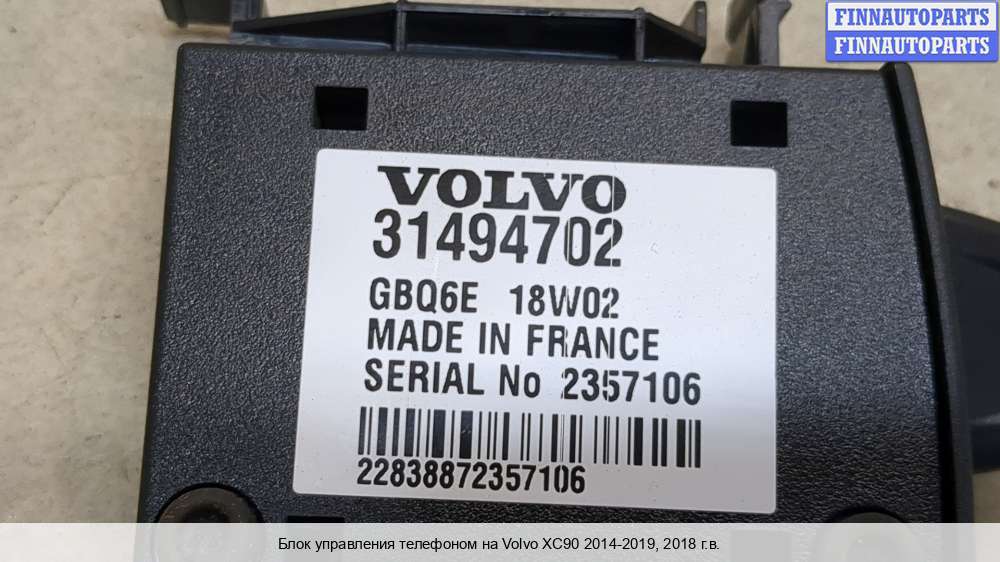 FINNAUTOPARTS
FINNAUTOPARTS
VOLVO
31494702
GBQ6E 18W02
MADE IN FRANCE
SERIAL No 2357106
22838872357106
Блок управления телефоном на Volvo XC90 2014-2019, 2018 г.в.